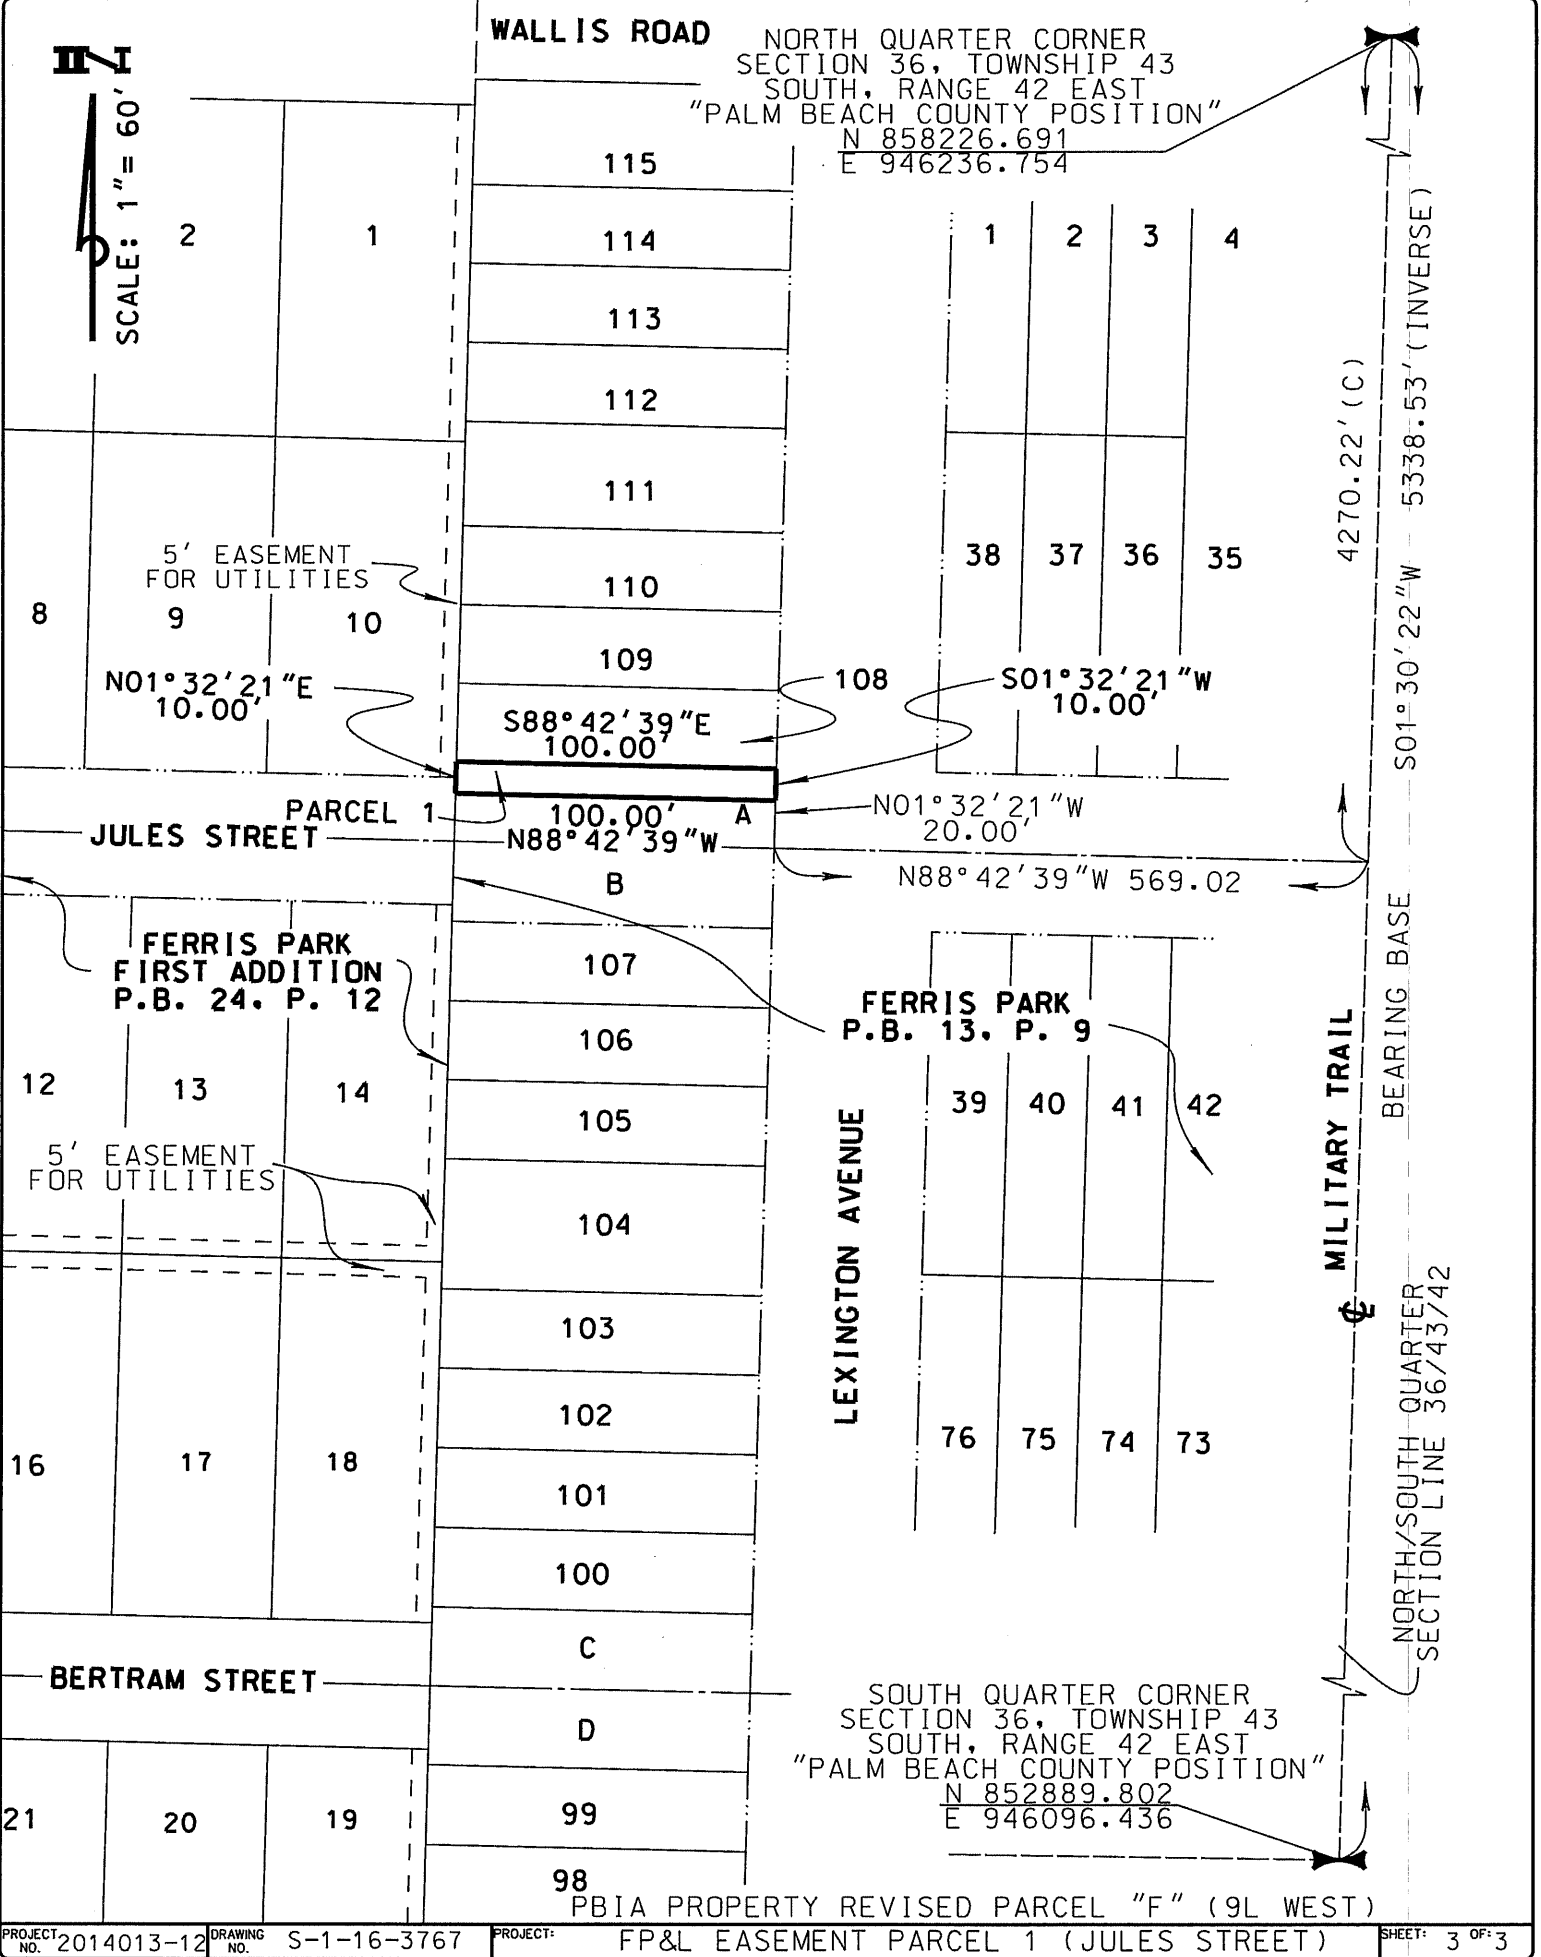 WALLIS ROAD
NORTH QUARTER CORNER
SECTION 36, TOWNSHIP 43
SOUTH, RANGE 42 EAST
"PALM BEACH COUNTY POSITION"
N 858226.691
E 946236.754
N
SCALE: 1"= 60'
2
1
115
114
113
112
111
110
109
1
2
3
4
38
37
36
35
4270.22'(C)
S01°30'22"W 5338.53'(INVERSE)
5' EASEMENT
FOR UTILITIES
8
9
10
N01°32'21"E
10.00'
108
S01°32'21"W
10.00'
S88°42'39"E
100.00'
PARCEL 1
100.00'
A
N01°32'21"W
20.00'
JULES STREET
N88°42'39"W
N88°42'39"W 569.02
B
FERRIS PARK
FIRST ADDITION
P.B. 24, P. 12
107
106
105
104
103
102
101
100
FERRIS PARK
P.B. 13, P. 9
BEARING BASE
12
13
14
39
40
41
42
5' EASEMENT
FOR UTILITIES
LEXINGTON AVENUE
MILITARY TRAIL
℄
NORTH/SOUTH QUARTER
SECTION LINE 36/43/42
16
17
18
76
75
74
73
C
BERTRAM STREET
D
SOUTH QUARTER CORNER
SECTION 36, TOWNSHIP 43
SOUTH, RANGE 42 EAST
"PALM BEACH COUNTY POSITION"
N 852889.802
E 946096.436
21
20
19
99
98
PBIA PROPERTY REVISED PARCEL "F" (9L WEST)
PROJECT NO. 2014013-12 DRAWING NO. S-1-16-3767 PROJECT: FP&L EASEMENT PARCEL 1 (JULES STREET) SHEET: 3 OF: 3